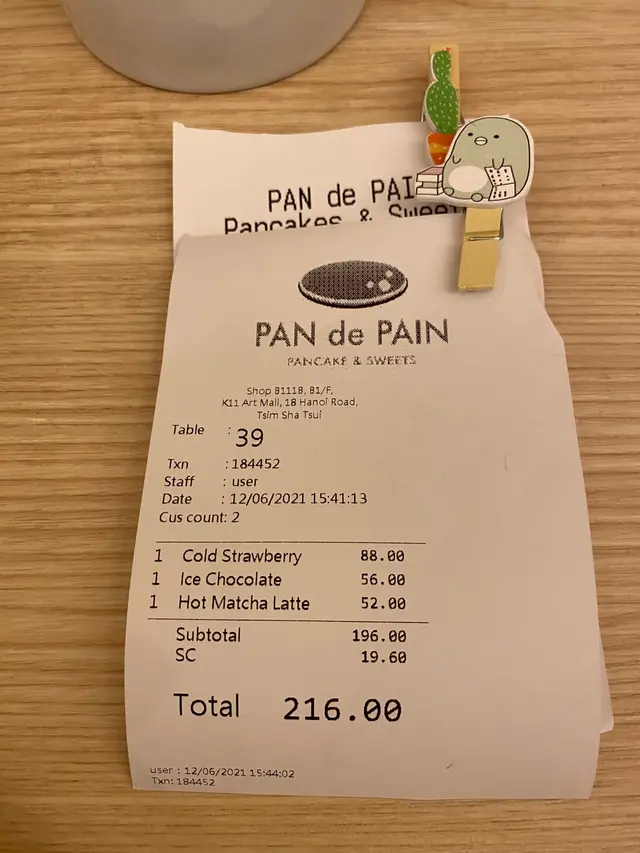 PAN de PAI
Pancakes & Sweet
PAN de PAIN
PANCAKE & SWEETS
Shop B111B, B1/F,
K11 Art Mall, 18 Hanoi Road,
Tsim Sha Tsui
Table : 39
Txn : 184452
Staff : user
Date : 12/06/2021 15:41:13
Cus count: 2
1 Cold Strawberry 88.00
1 Ice Chocolate 56.00
1 Hot Matcha Latte 52.00
Subtotal 196.00
SC 19.60
Total 216.00
user : 12/06/2021 15:44:02
Txn: 184452